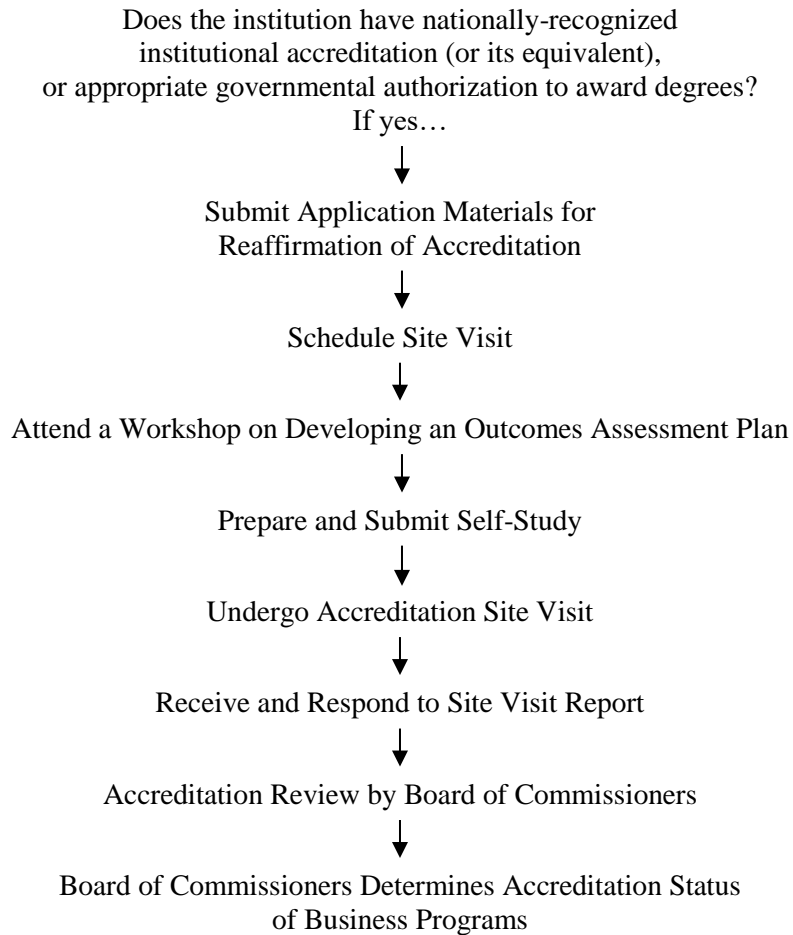 Does the institution have nationally-recognized
institutional accreditation (or its equivalent),
or appropriate governmental authorization to award degrees?
If yes…
Submit Application Materials for
Reaffirmation of Accreditation
Schedule Site Visit
Attend a Workshop on Developing an Outcomes Assessment Plan
Prepare and Submit Self-Study
Undergo Accreditation Site Visit
Receive and Respond to Site Visit Report
Accreditation Review by Board of Commissioners
Board of Commissioners Determines Accreditation Status
of Business Programs